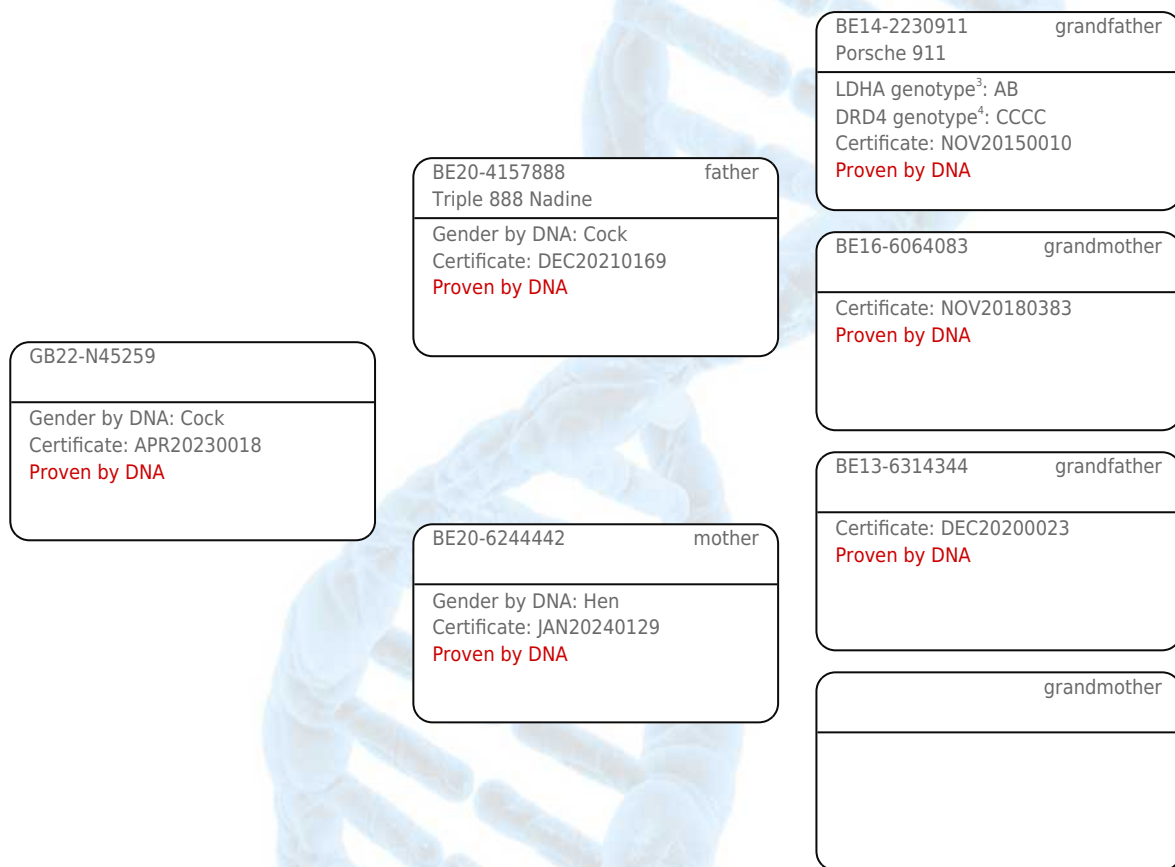 BE14-2230911 grandfather
Porsche 911
LDHA genotype³: AB
DRD4 genotype⁴: CCCC
Certificate: NOV20150010
Proven by DNA
BE20-4157888 father
Triple 888 Nadine
Gender by DNA: Cock
Certificate: DEC20210169
Proven by DNA
BE16-6064083 grandmother
Certificate: NOV20180383
Proven by DNA
GB22-N45259
Gender by DNA: Cock
Certificate: APR20230018
Proven by DNA
BE13-6314344 grandfather
Certificate: DEC20200023
Proven by DNA
BE20-6244442 mother
Gender by DNA: Hen
Certificate: JAN20240129
Proven by DNA
grandmother